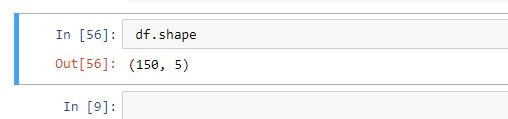 In [56]: df.shape
Out[56]: (150, 5)
In [9]: